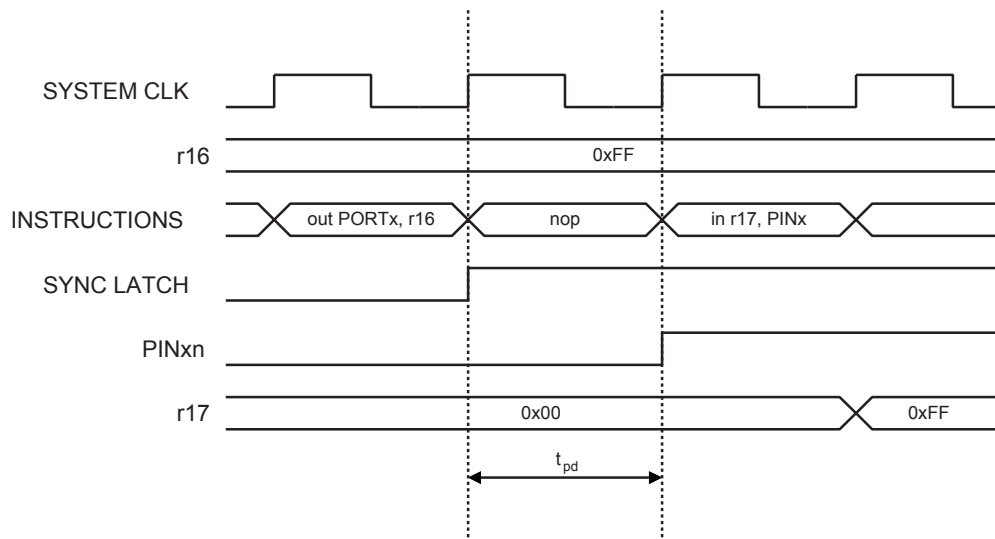 SYSTEM CLK
r16
0xFF
INSTRUCTIONS
out PORTx, r16
nop
in r17, PINx
SYNC LATCH
PINxn
r17
0x00
0xFF
tpd